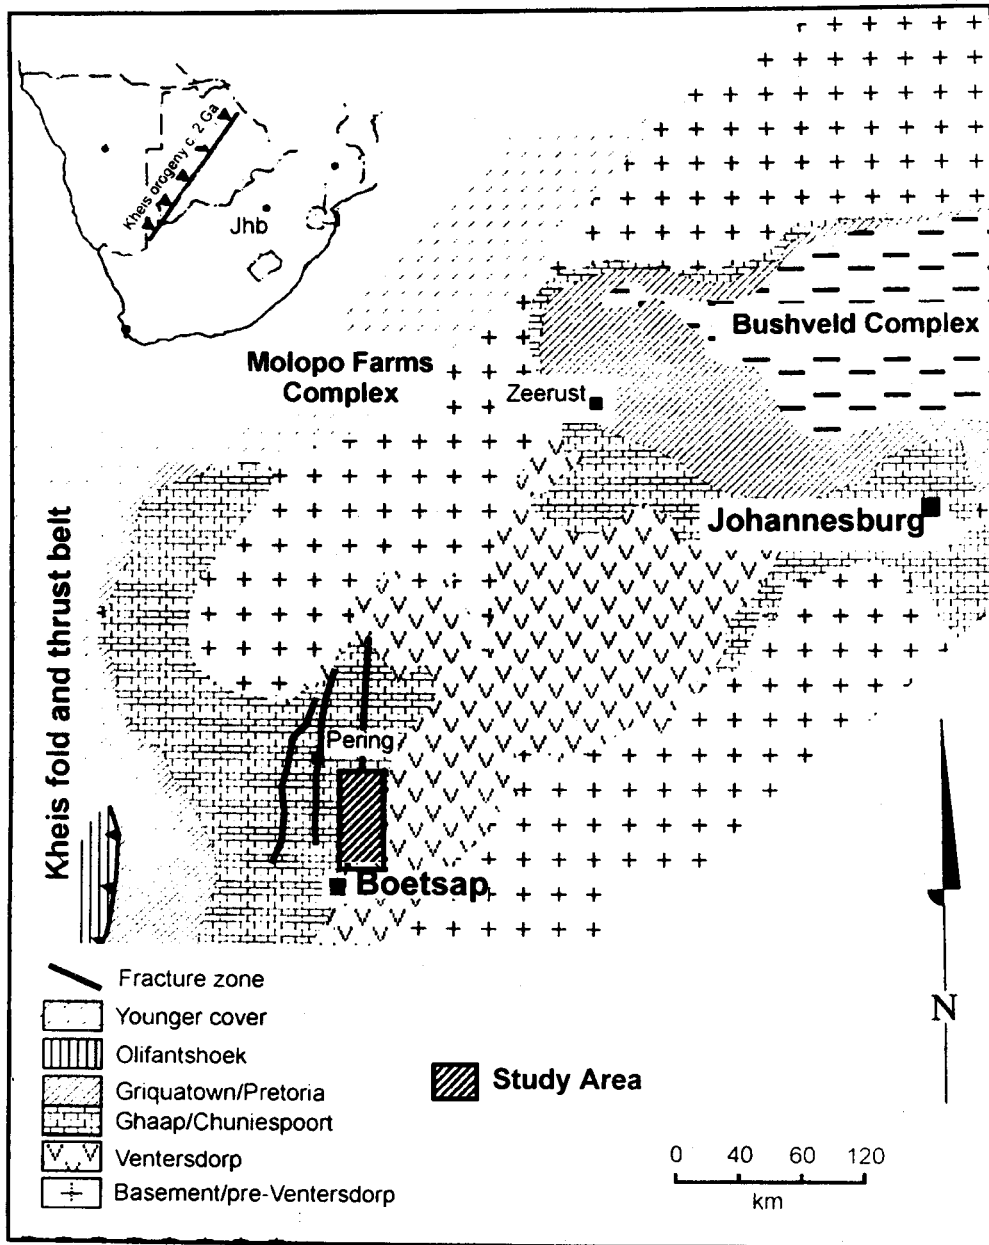 Kheis orogeny c. 2 Ga
Jhb
Bushveld Complex
Molopo Farms
Complex
Zeerust
Johannesburg
Kheis fold and thrust belt
Pering
Boetsap
N
Fracture zone
Younger cover
Olifantshoek
Griquatown/Pretoria
Ghaap/Chuniespoort
Ventersdorp
Basement/pre-Ventersdorp
Study Area
0 40 60 120
km